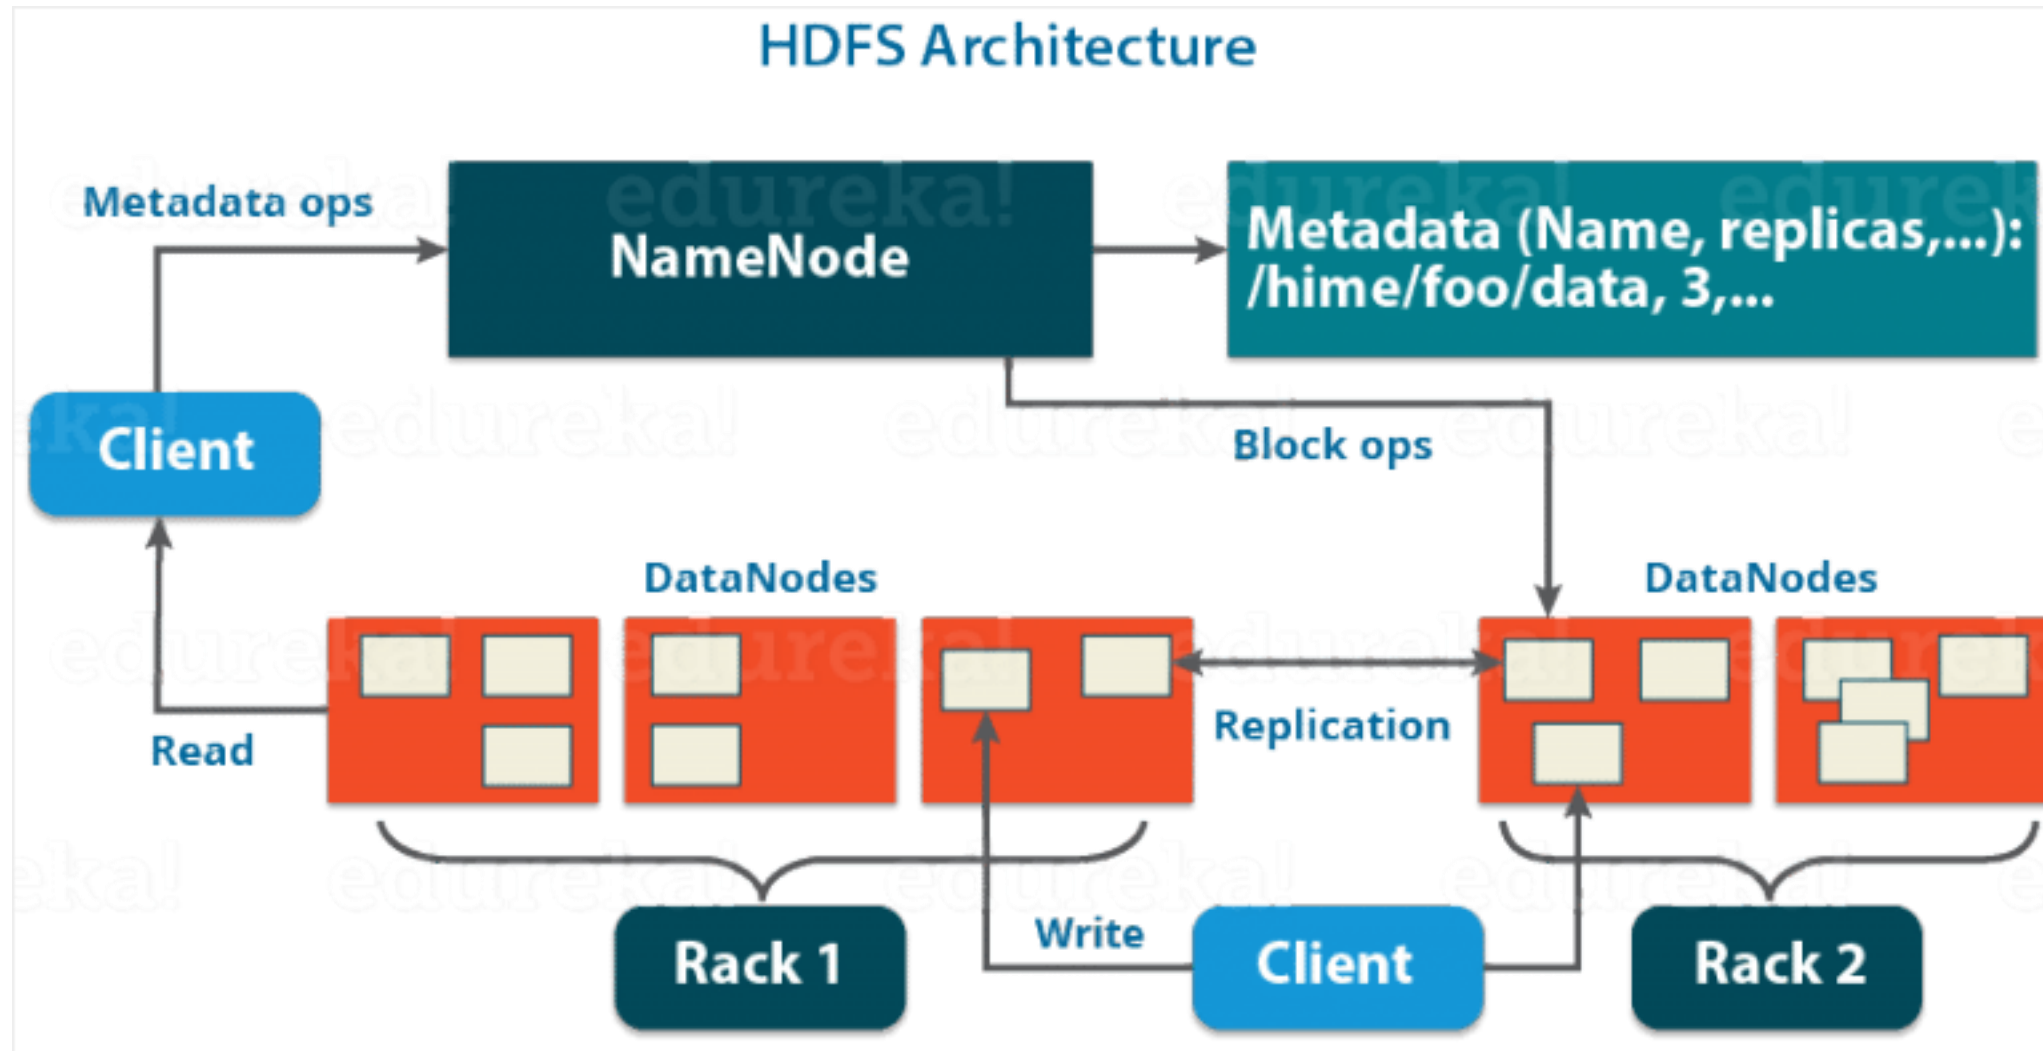 HDFS Architecture
Metadata ops
NameNode
Metadata (Name, replicas,...):
/hime/foo/data, 3,...
Client
Block ops
DataNodes
DataNodes
Read
Replication
Write
Rack 1
Client
Rack 2
edureka!